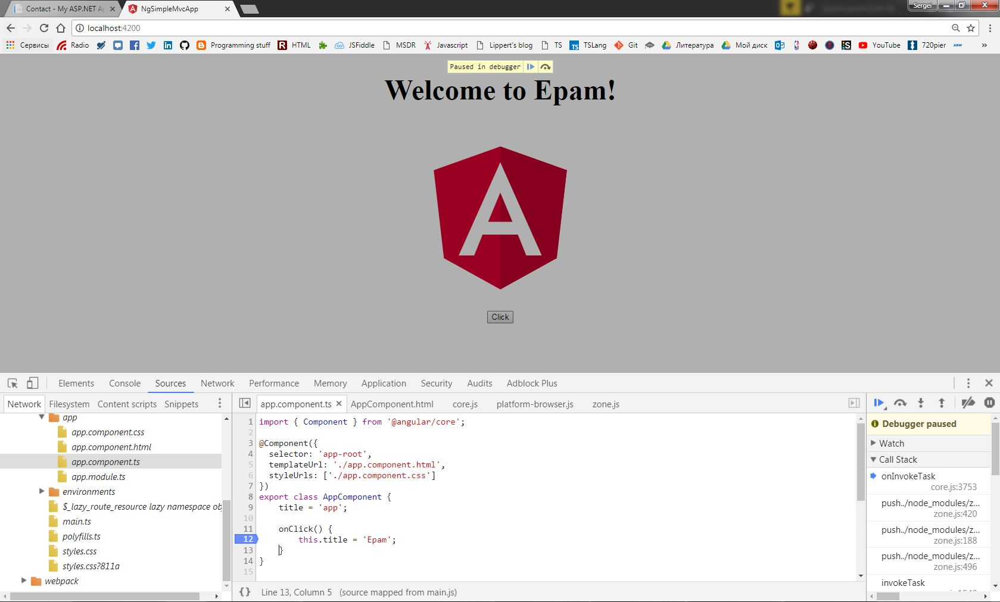 Contact - My ASP.NET Ap
NgSimpleMvcApp
Sergei
localhost:4200
Сервисы Radio Programming stuff HTML JSFiddle MSDR Javascript Lippert's blog TS TSLang Git Литература Мой диск YouTube 720pier
Paused in debugger
Welcome to Epam!
A
Click
Elements Console Sources Network Performance Memory Application Security Audits Adblock Plus
Network Filesystem Content scripts Snippets
app
app.component.css
app.component.html
app.component.ts
app.module.ts
environments
$_lazy_route_resource lazy namespace obj
main.ts
polyfills.ts
styles.css
styles.css?811a
webpack
app.component.ts AppComponent.html core.js platform-browser.js zone.js
1 import { Component } from '@angular/core';
2
3 @Component({
4 selector: 'app-root',
5 templateUrl: './app.component.html',
6 styleUrls: ['./app.component.css']
7 })
8 export class AppComponent {
9 title = 'app';
10
11 onClick() {
12 this.title = 'Epam';
13 }
14 }
15
{} Line 13, Column 5 (source mapped from main.js)
Debugger paused
Watch
Call Stack
onInvokeTask
core.js:3753
push../node_modules/z...
zone.js:420
push../node_modules/z...
zone.js:188
push../node_modules/z...
zone.js:496
invokeTask